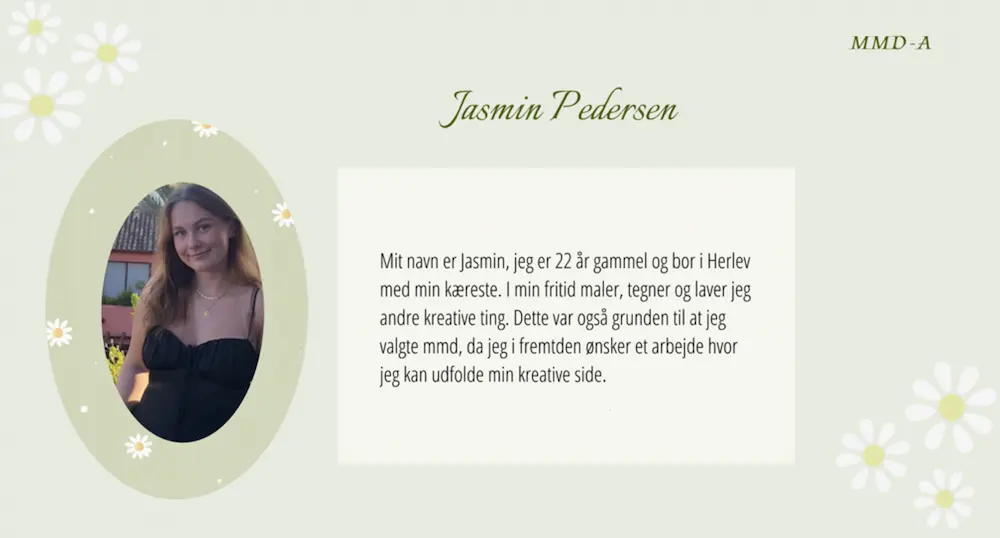 MMD-A
Jasmin Pedersen
Mit navn er Jasmin, jeg er 22 år gammel og bor i Herlev
med min kæreste. I min fritid maler, tegner og laver jeg
andre kreative ting. Dette var også grunden til at jeg
valgte mmd, da jeg i fremtden ønsker et arbejde hvor
jeg kan udfolde min kreative side.